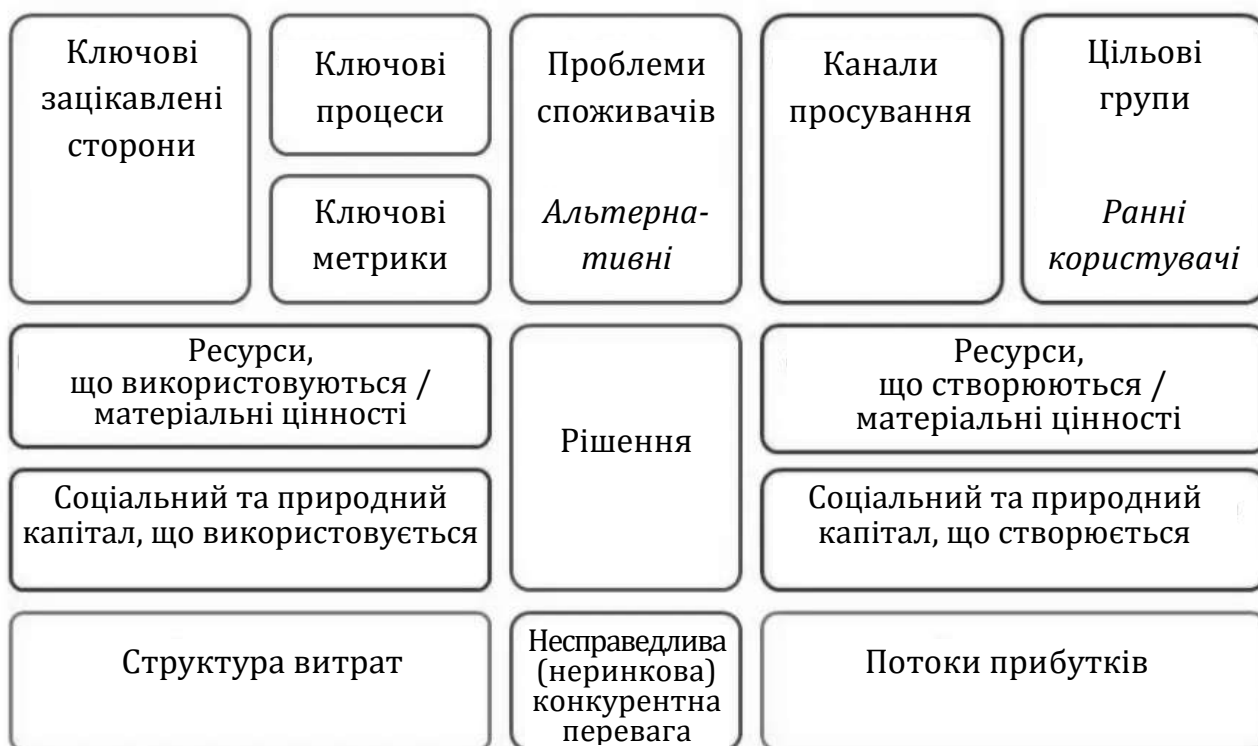 Ключові
зацікавлені
сторони
Ключові
процеси
Ключові
метрики
Проблеми
споживачів
Альтерна-
тивні
Канали
просування
Цільові
групи
Ранні
користувачі
Ресурси,
що використовуються /
матеріальні цінності
Соціальний та природний
капітал, що використовується
Рішення
Ресурси,
що створюються /
матеріальні цінності
Соціальний та природний
капітал, що створюється
Структура витрат
Несправедлива
(неринкова)
конкурентна
перевага
Потоки прибутків